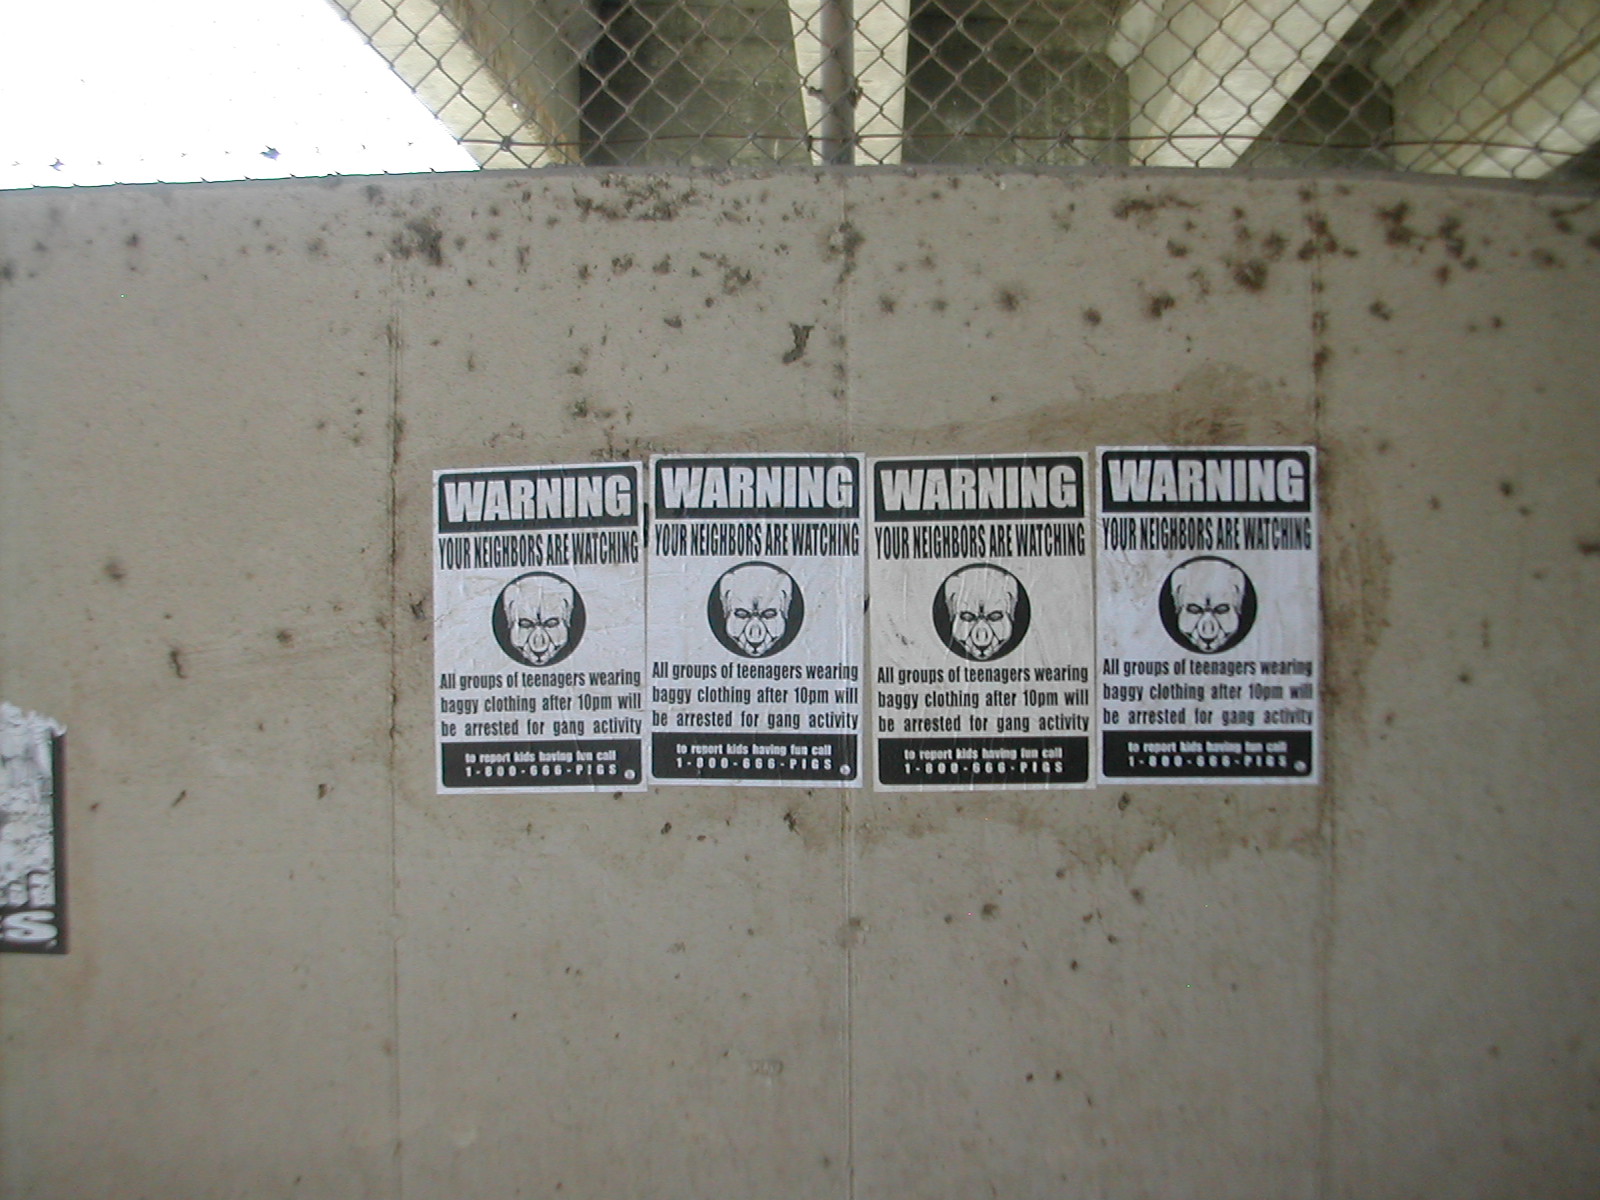 WARNING
YOUR NEIGHBORS ARE WATCHING
All groups of teenagers wearing
baggy clothing after 10pm will
be arrested for gang activity
to report kids having fun call
1-800-666-PIGS
WARNING
YOUR NEIGHBORS ARE WATCHING
All groups of teenagers wearing
baggy clothing after 10pm will
be arrested for gang activity
to report kids having fun call
1-800-666-PIGS
WARNING
YOUR NEIGHBORS ARE WATCHING
All groups of teenagers wearing
baggy clothing after 10pm will
be arrested for gang activity
to report kids having fun call
1-800-666-PIGS
WARNING
YOUR NEIGHBORS ARE WATCHING
All groups of teenagers wearing
baggy clothing after 10pm will
be arrested for gang activity
to report kids having fun call
1-800-666-PIGS